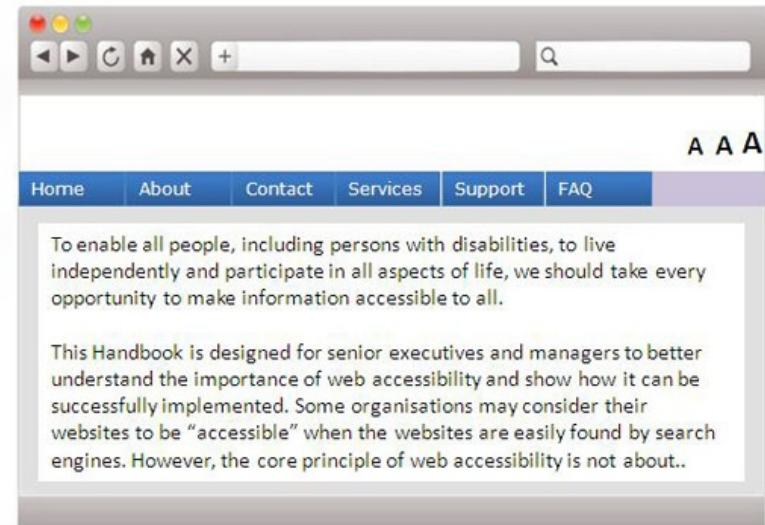 A A A
Home About Contact Services Support FAQ
To enable all people, including persons with disabilities, to live
independently and participate in all aspects of life, we should take every
opportunity to make information accessible to all.
This Handbook is designed for senior executives and managers to better
understand the importance of web accessibility and show how it can be
successfully implemented. Some organisations may consider their
websites to be “accessible” when the websites are easily found by search
engines. However, the core principle of web accessibility is not about..